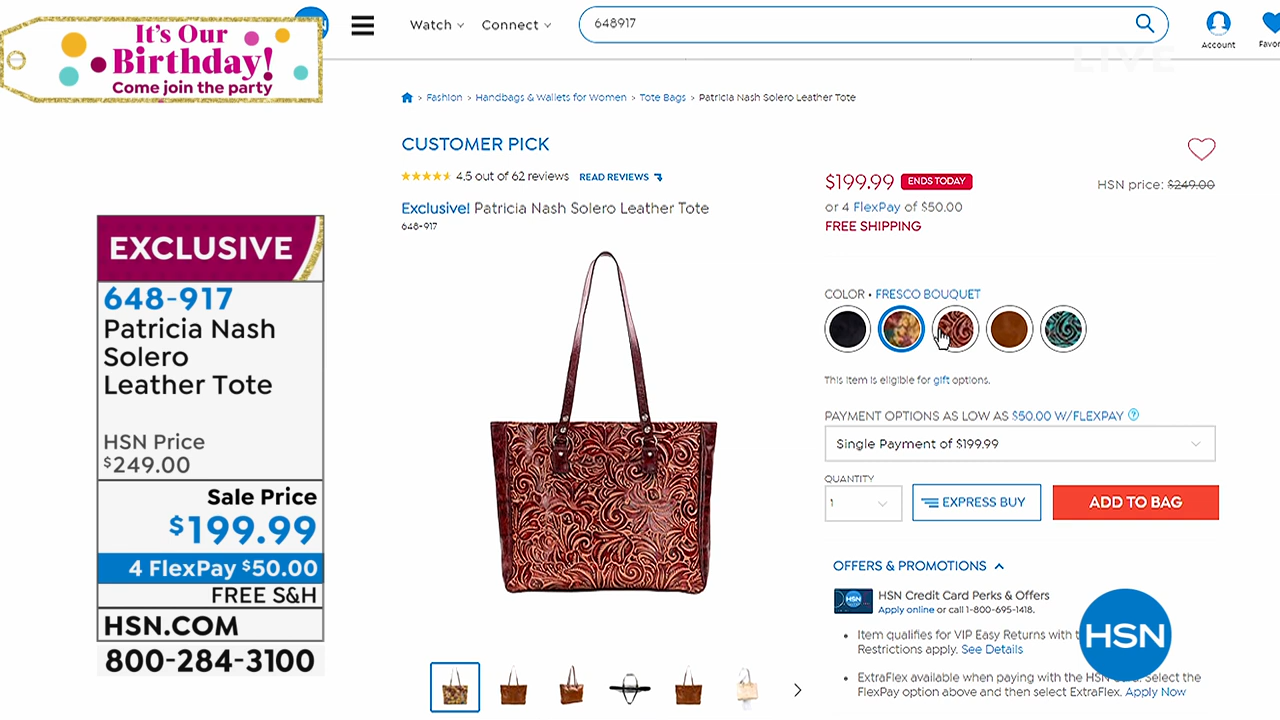 It's Our
Birthday!
Come join the party
Watch
Connect
648917
Account
LIVE
Fashion > Handbags & Wallets for Women > Tote Bags > Patricia Nash Solero Leather Tote
CUSTOMER PICK
4.5 out of 62 reviews READ REVIEWS
Exclusive! Patricia Nash Solero Leather Tote
648-917
$199.99 ENDS TODAY
HSN price: $249.00
or 4 FlexPay of $50.00
FREE SHIPPING
COLOR • FRESCO BOUQUET
This item is eligible for gift options.
PAYMENT OPTIONS AS LOW AS $50.00 W/FLEXPAY ?
Single Payment of $199.99
QUANTITY
1
EXPRESS BUY
ADD TO BAG
OFFERS & PROMOTIONS
HSN
HSN Credit Card Perks & Offers
Apply online or call 1-800-695-1418.
• Item qualifies for VIP Easy Returns with
Restrictions apply. See Details
• ExtraFlex available when paying with the HSN Select the
FlexPay option above and then select ExtraFlex. Apply Now
HSN
EXCLUSIVE
648-917
Patricia Nash
Solero
Leather Tote
HSN Price
$249.00
Sale Price
$199.99
4 FlexPay $50.00
FREE S&H
HSN.COM
800-284-3100